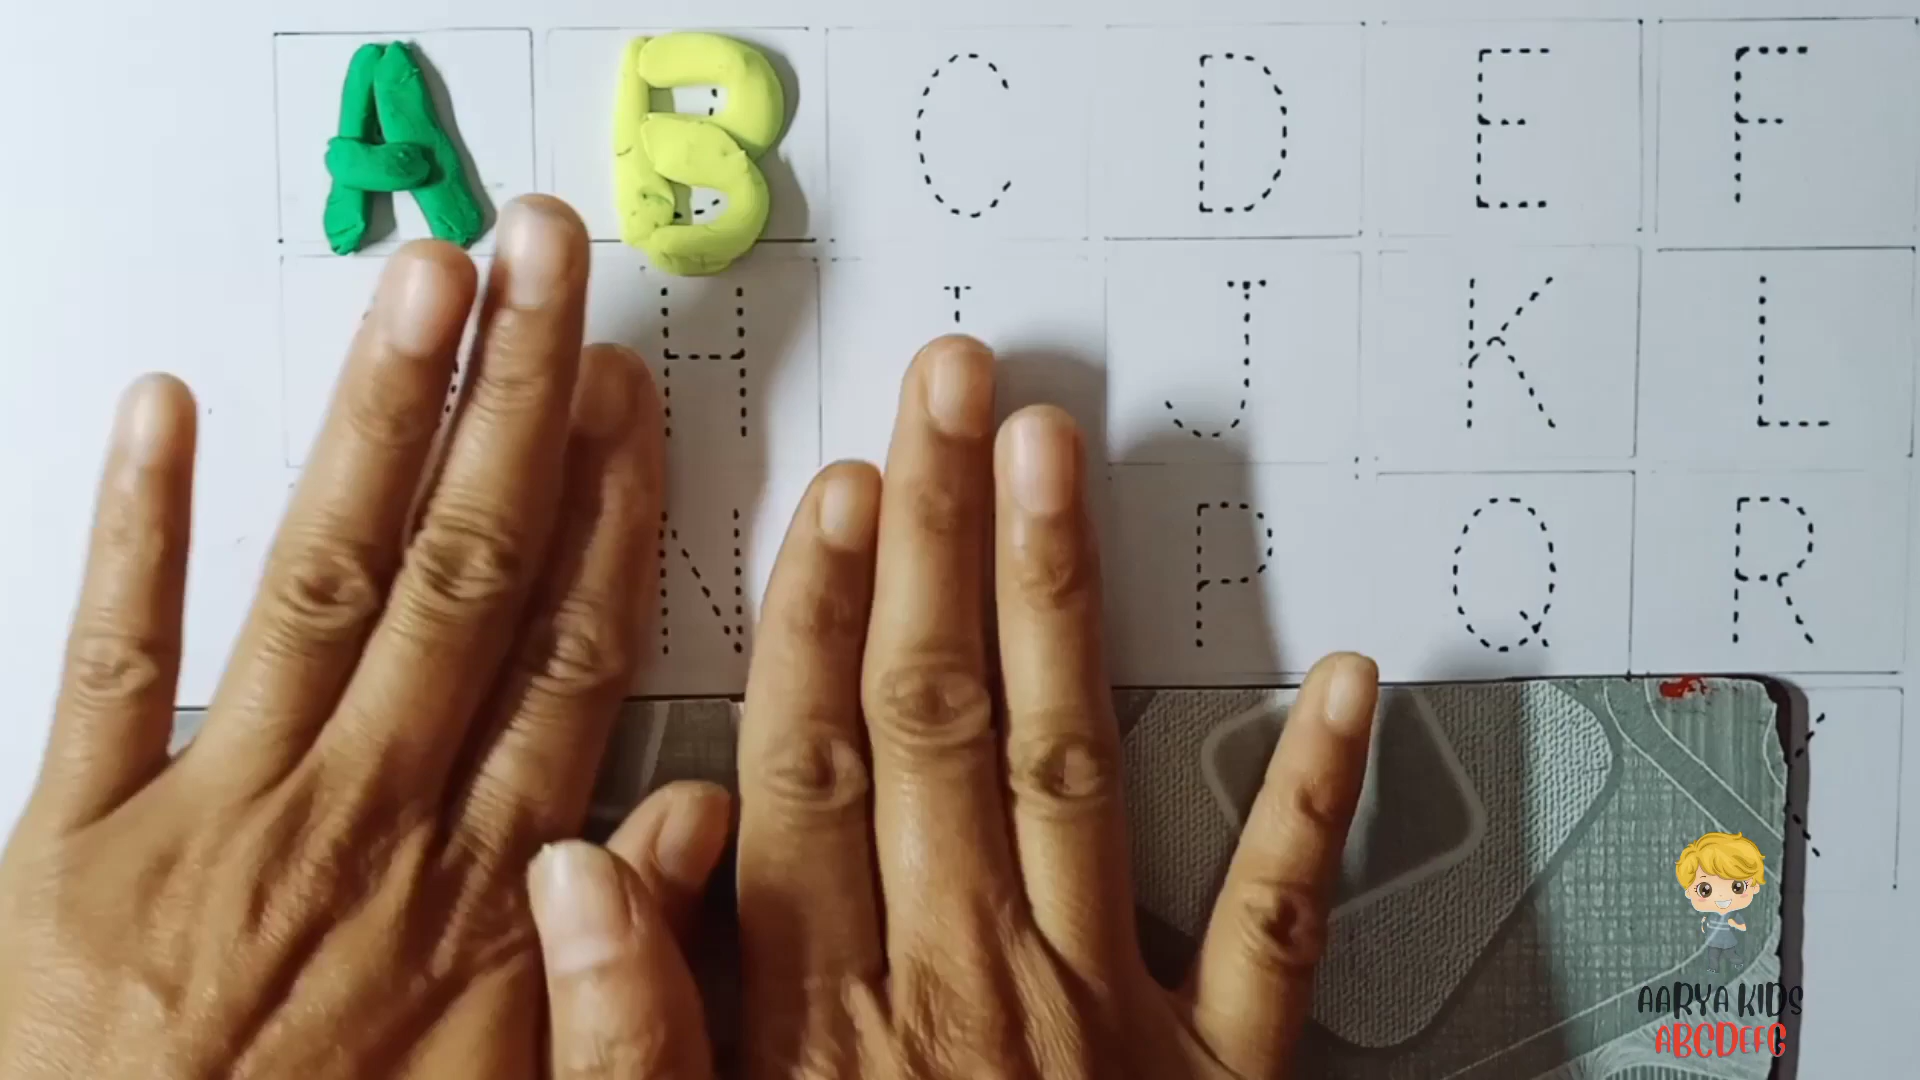 A B C D E F
H I J K L
N P Q R
AARYA KIDS
ABCDEFG